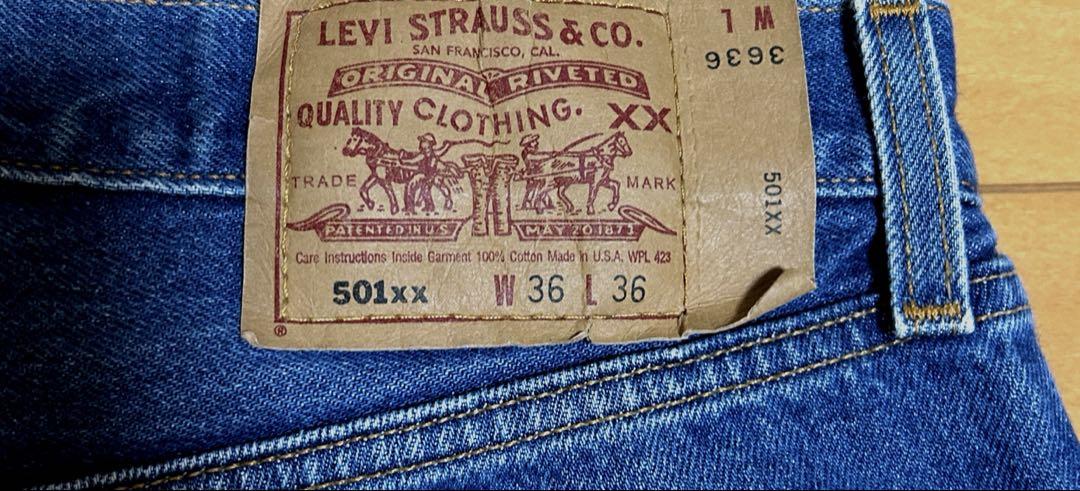 LEVI STRAUSS & CO.
SAN FRANCISCO, CAL.
ORIGINAL RIVETED
QUALITY CLOTHING. XX
TRADE MARK
PATENTED IN U.S. MAY 20 1873
Care Instructions Inside Garment 100% Cotton Made in U.S.A. WPL 423
501xx W 36 L 36
®
W L
3636
501XX